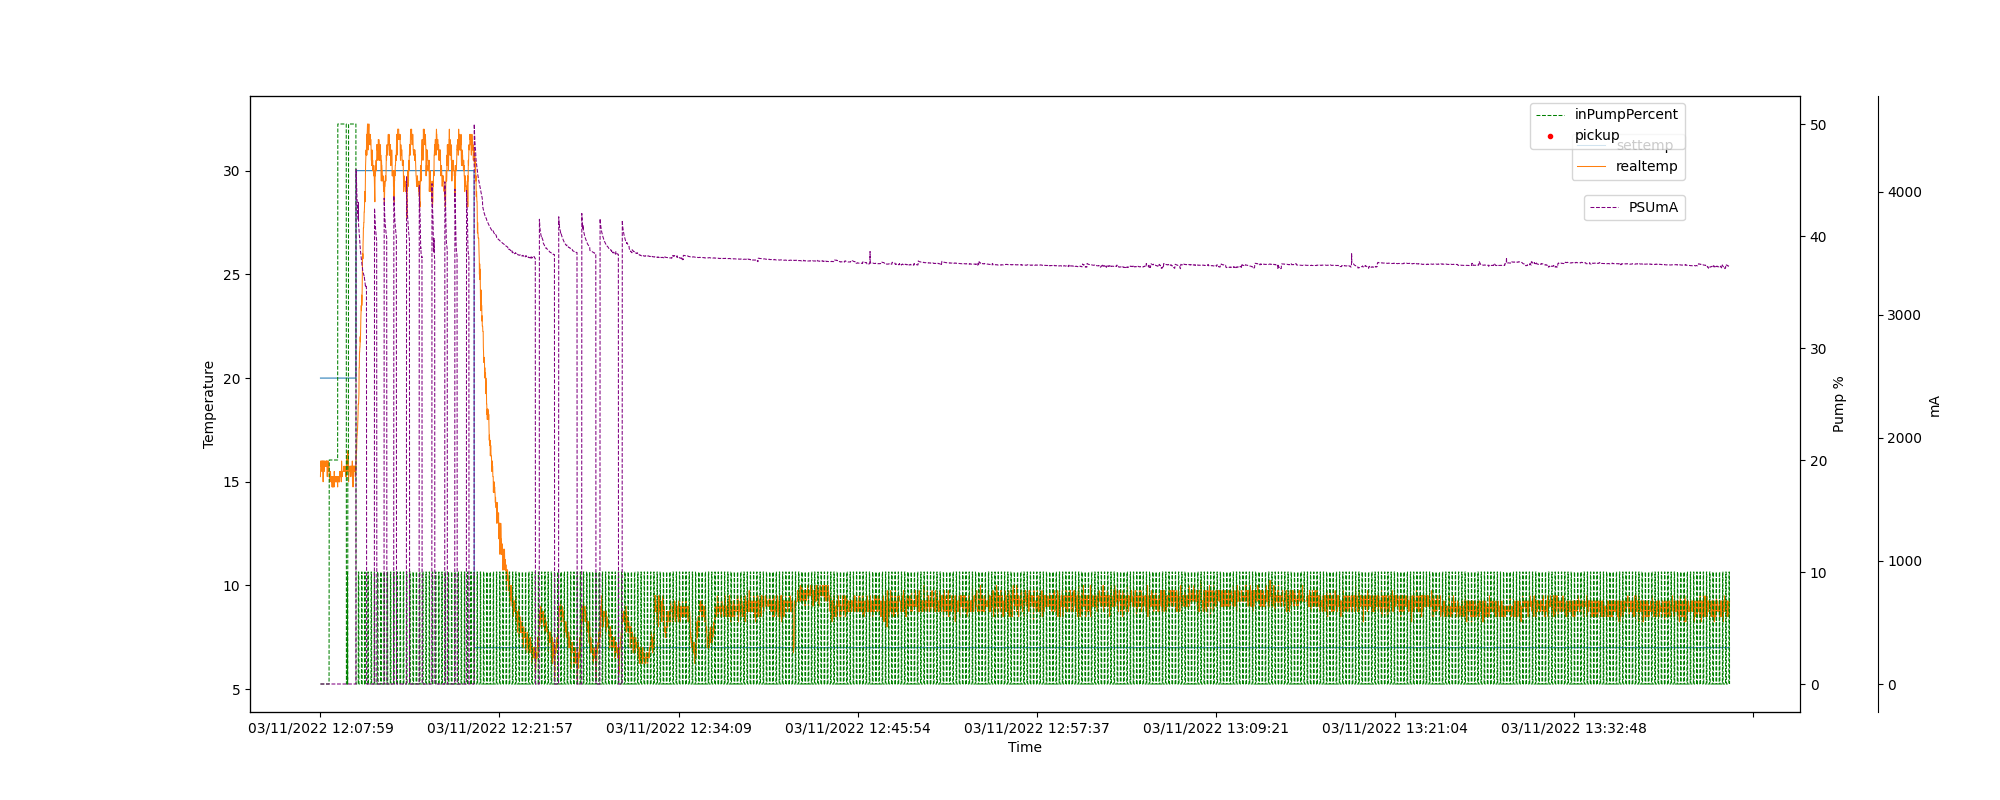 inPumpPercent
pickup
settemp
realtemp
PSUmA
30
25
20
15
10
5
Temperature
50
40
30
20
10
0
Pump %
4000
3000
2000
1000
0
mA
03/11/2022 12:07:59
03/11/2022 12:21:57
03/11/2022 12:34:09
03/11/2022 12:45:54
03/11/2022 12:57:37
03/11/2022 13:09:21
03/11/2022 13:21:04
03/11/2022 13:32:48
Time